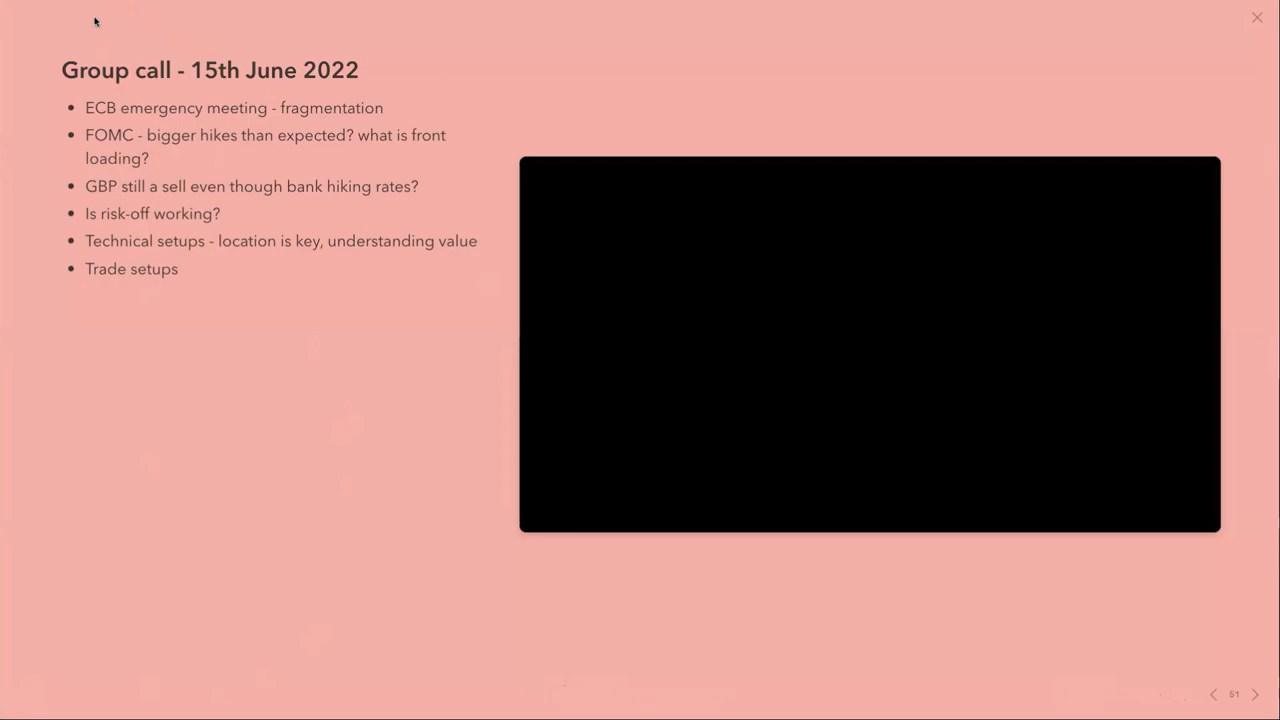 Group call - 15th June 2022
• ECB emergency meeting - fragmentation
• FOMC - bigger hikes than expected? what is front
loading?
• GBP still a sell even though bank hiking rates?
• Is risk-off working?
• Technical setups - location is key, understanding value
• Trade setups
51